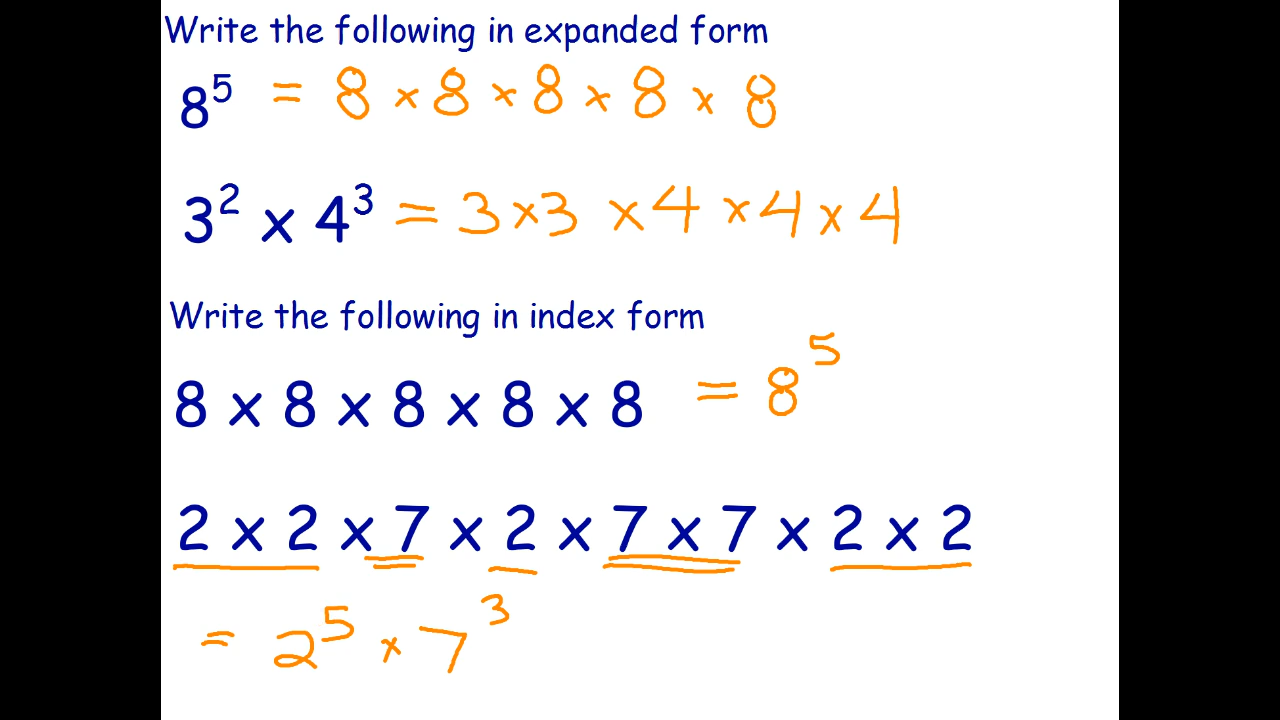 Write the following in expanded form
8⁵ = 8 × 8 × 8 × 8 × 8
3² x 4³ = 3 × 3 × 4 × 4 × 4
Write the following in index form
8 x 8 x 8 x 8 x 8 = 8⁵
2 x 2 x 7 x 2 x 7 x 7 x 2 x 2
= 2⁵ × 7³